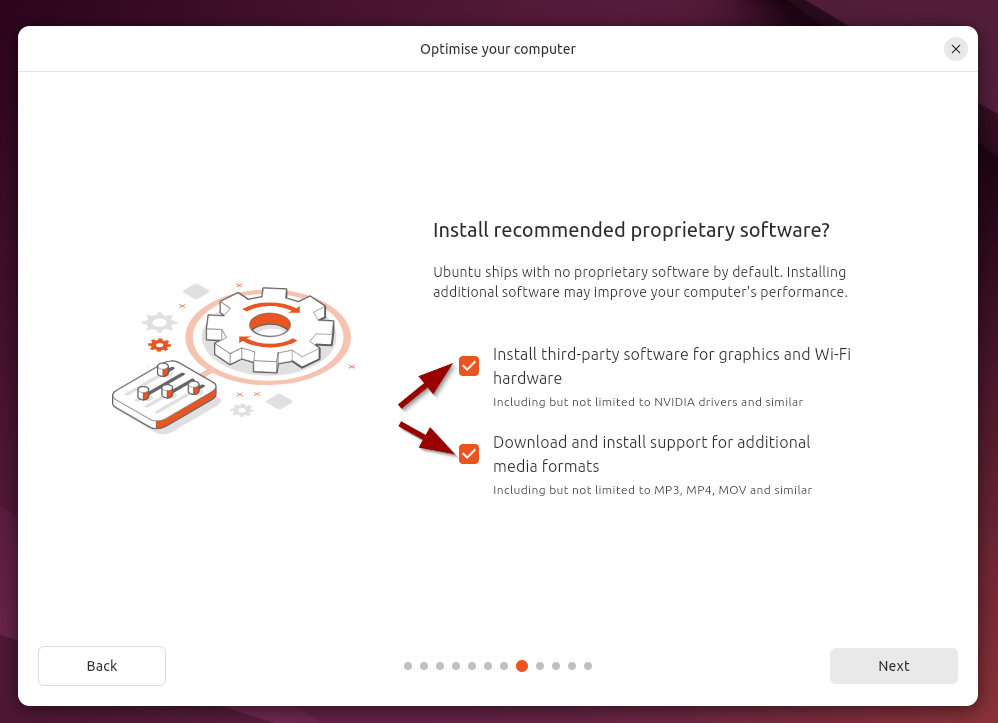 Optimise your computer
Install recommended proprietary software?
Ubuntu ships with no proprietary software by default. Installing
additional software may improve your computer's performance.
Install third-party software for graphics and Wi-Fi
hardware
Including but not limited to NVIDIA drivers and similar
Download and install support for additional
media formats
Including but not limited to MP3, MP4, MOV and similar
Back
Next